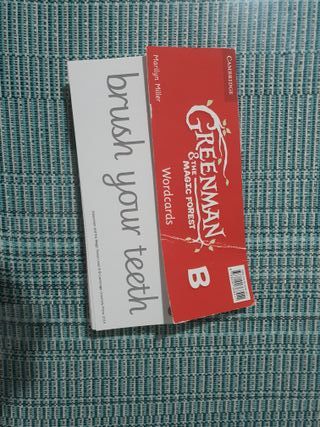 CAMBRIDGE
GREENMAN
& THE
MAGIC FOREST
B
Wordcards
Marilyn Miller
brush your teeth